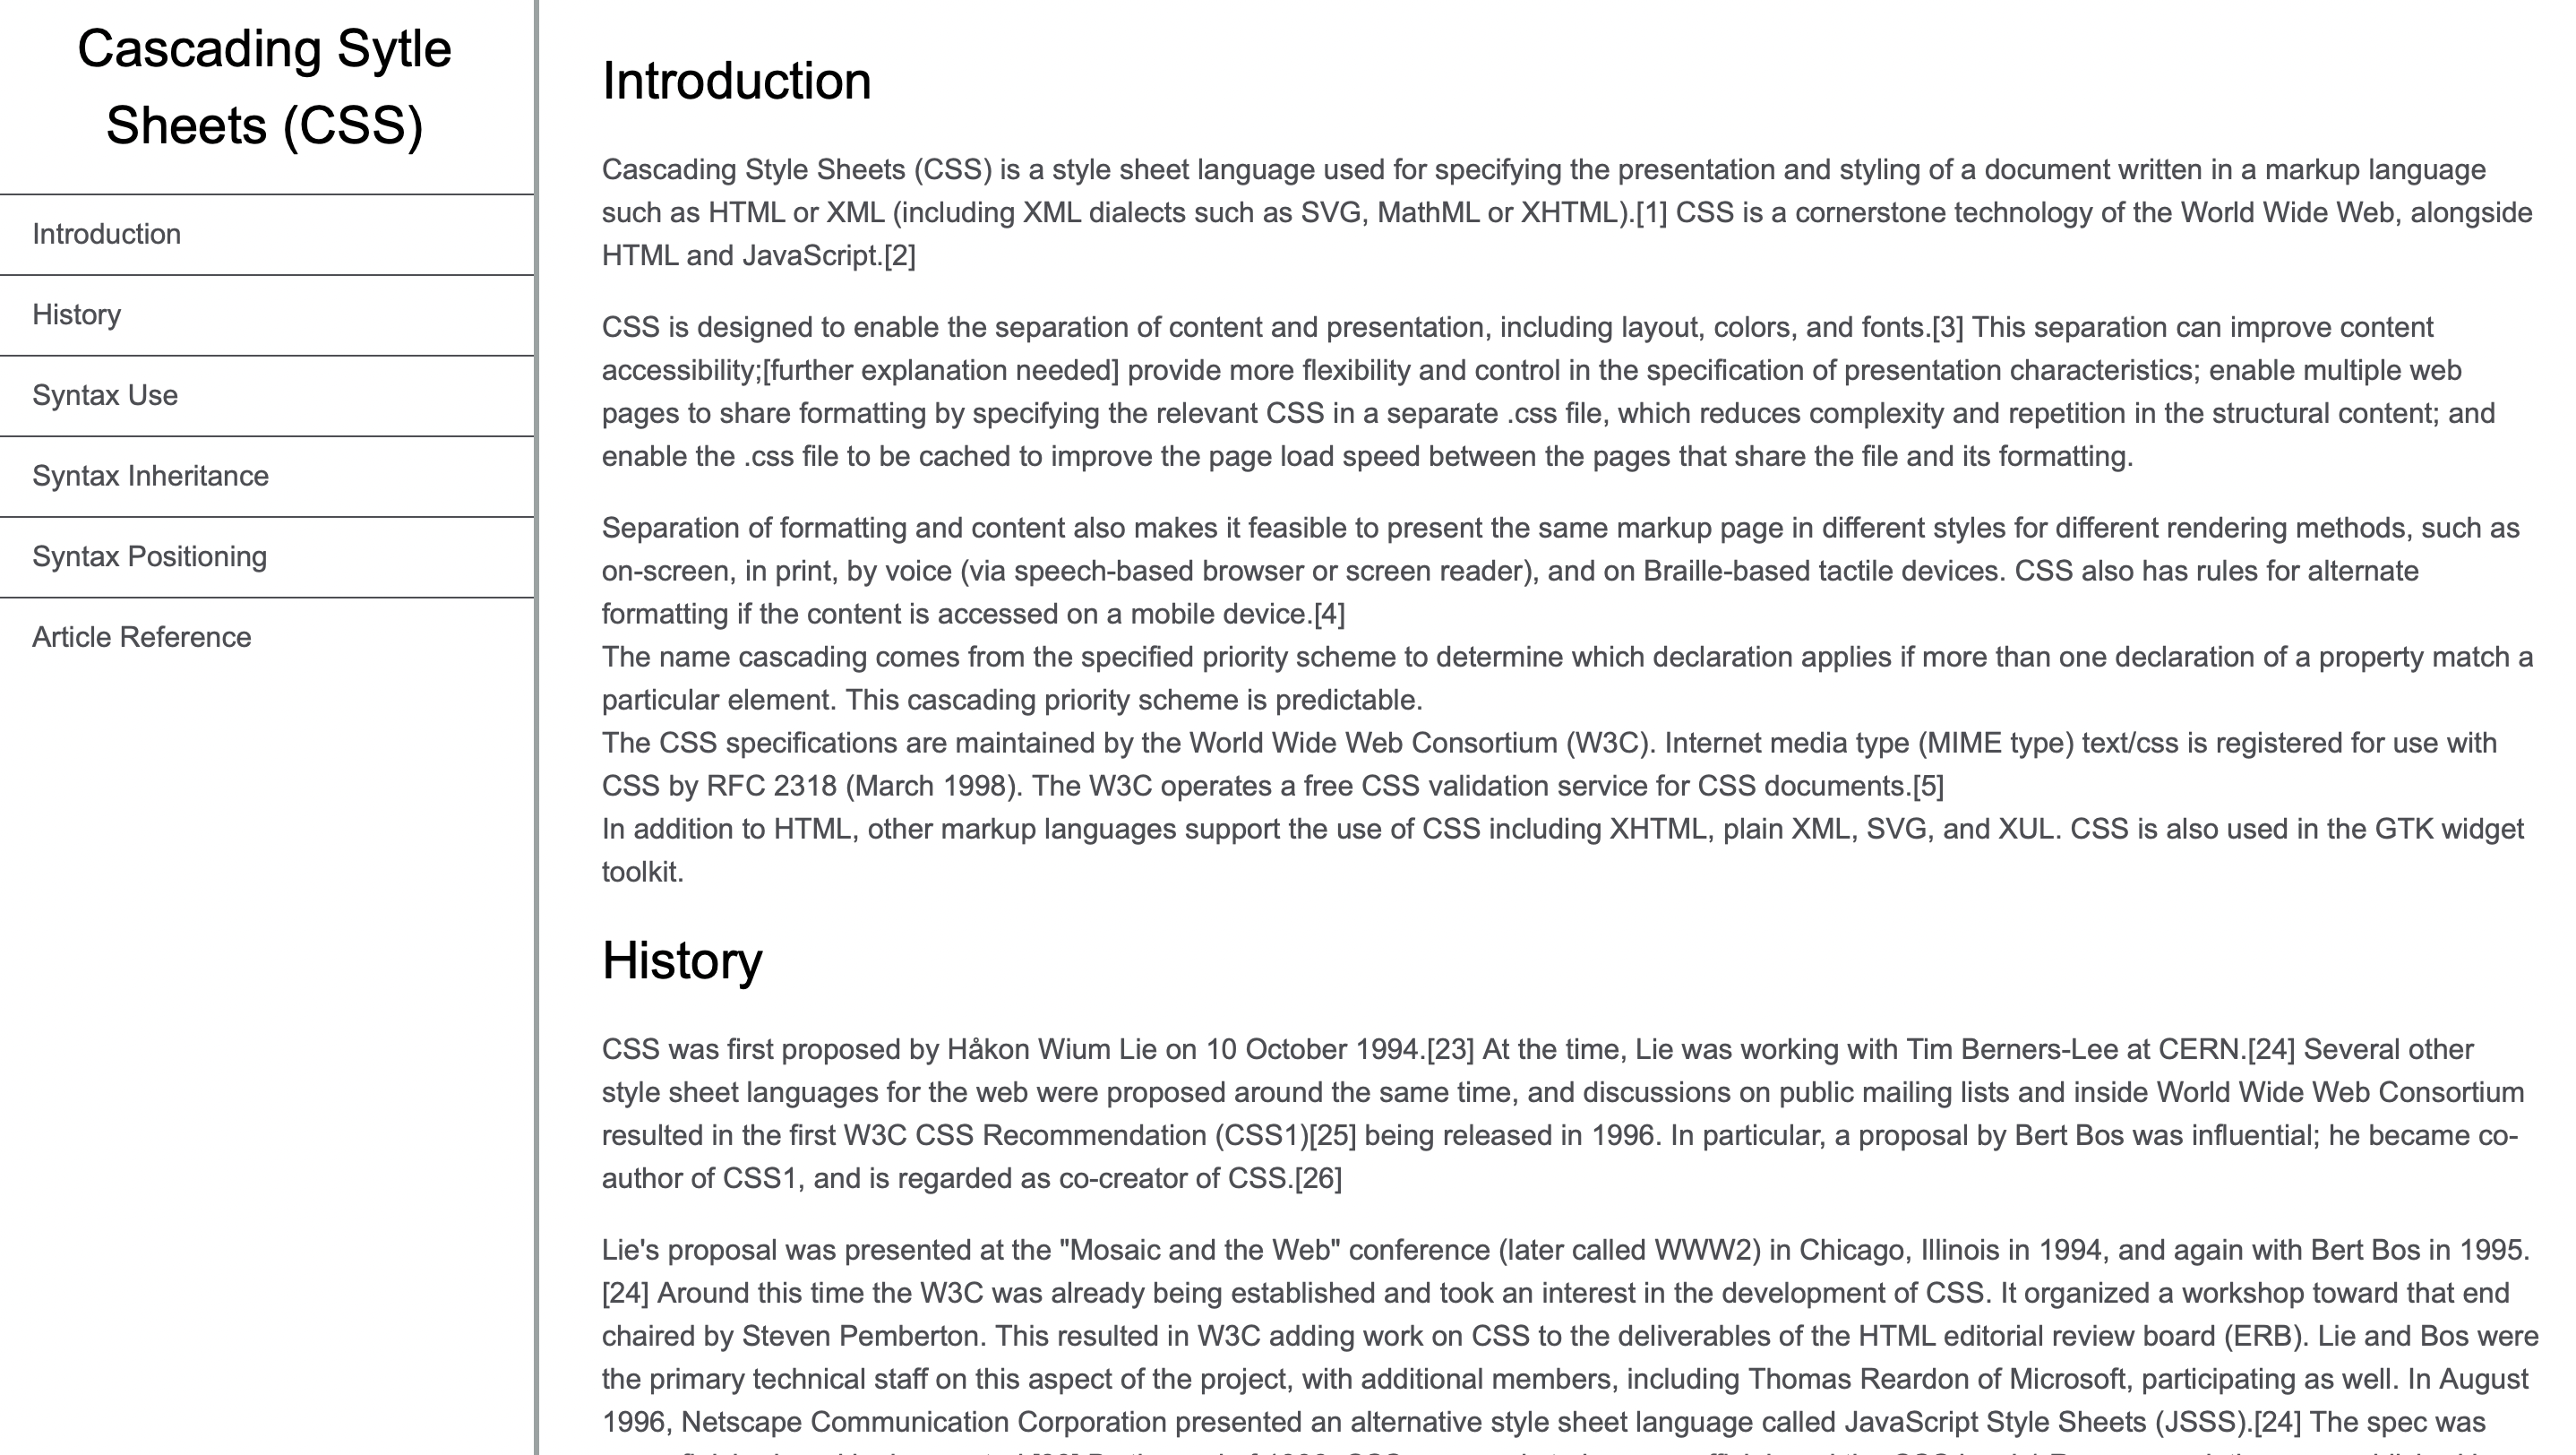 Cascading Sytle
Sheets (CSS)
Introduction
History
Syntax Use
Syntax Inheritance
Syntax Positioning
Article Reference
Introduction
Cascading Style Sheets (CSS) is a style sheet language used for specifying the presentation and styling of a document written in a markup language
such as HTML or XML (including XML dialects such as SVG, MathML or XHTML).[1] CSS is a cornerstone technology of the World Wide Web, alongside
HTML and JavaScript.[2]
CSS is designed to enable the separation of content and presentation, including layout, colors, and fonts.[3] This separation can improve content
accessibility;[further explanation needed] provide more flexibility and control in the specification of presentation characteristics; enable multiple web
pages to share formatting by specifying the relevant CSS in a separate .css file, which reduces complexity and repetition in the structural content; and
enable the .css file to be cached to improve the page load speed between the pages that share the file and its formatting.
Separation of formatting and content also makes it feasible to present the same markup page in different styles for different rendering methods, such as
on-screen, in print, by voice (via speech-based browser or screen reader), and on Braille-based tactile devices. CSS also has rules for alternate
formatting if the content is accessed on a mobile device.[4]
The name cascading comes from the specified priority scheme to determine which declaration applies if more than one declaration of a property match a
particular element. This cascading priority scheme is predictable.
The CSS specifications are maintained by the World Wide Web Consortium (W3C). Internet media type (MIME type) text/css is registered for use with
CSS by RFC 2318 (March 1998). The W3C operates a free CSS validation service for CSS documents.[5]
In addition to HTML, other markup languages support the use of CSS including XHTML, plain XML, SVG, and XUL. CSS is also used in the GTK widget
toolkit.
History
CSS was first proposed by Håkon Wium Lie on 10 October 1994.[23] At the time, Lie was working with Tim Berners-Lee at CERN.[24] Several other
style sheet languages for the web were proposed around the same time, and discussions on public mailing lists and inside World Wide Web Consortium
resulted in the first W3C CSS Recommendation (CSS1)[25] being released in 1996. In particular, a proposal by Bert Bos was influential; he became co-
author of CSS1, and is regarded as co-creator of CSS.[26]
Lie's proposal was presented at the "Mosaic and the Web" conference (later called WWW2) in Chicago, Illinois in 1994, and again with Bert Bos in 1995.
[24] Around this time the W3C was already being established and took an interest in the development of CSS. It organized a workshop toward that end
chaired by Steven Pemberton. This resulted in W3C adding work on CSS to the deliverables of the HTML editorial review board (ERB). Lie and Bos were
the primary technical staff on this aspect of the project, with additional members, including Thomas Reardon of Microsoft, participating as well. In August
1996, Netscape Communication Corporation presented an alternative style sheet language called JavaScript Style Sheets (JSSS).[24] The spec was